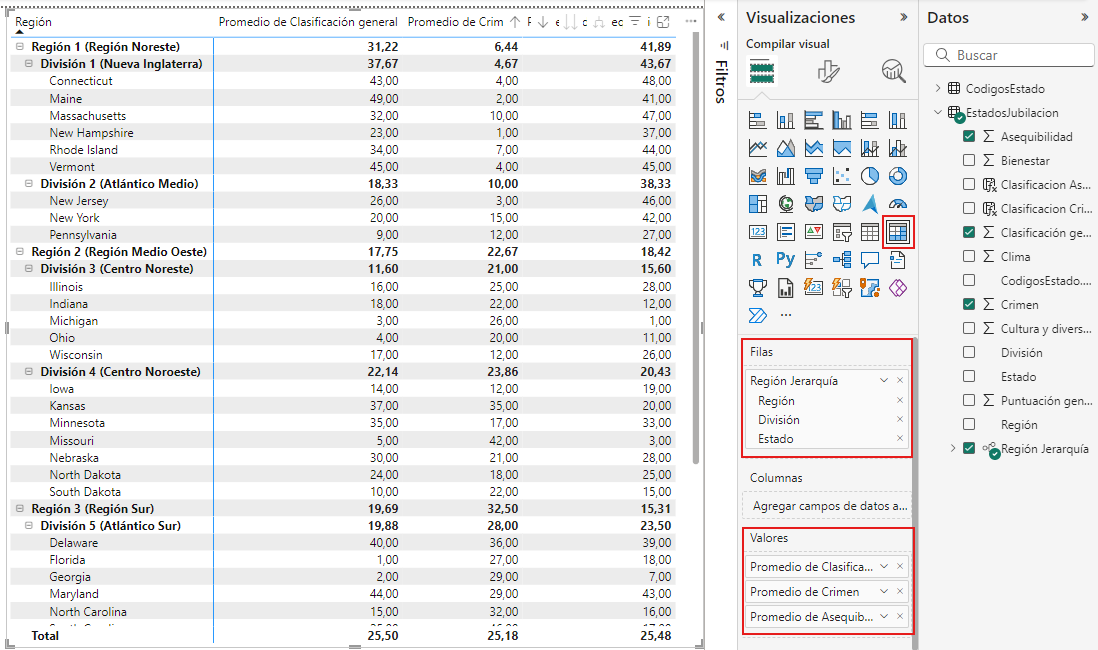 Región Promedio de Clasificación general Promedio de Crim
Región 1 (Región Noreste) 31,22 6,44 41,89
División 1 (Nueva Inglaterra) 37,67 4,67 43,67
Connecticut 43,00 4,00 48,00
Maine 49,00 2,00 41,00
Massachusetts 32,00 10,00 47,00
New Hampshire 23,00 1,00 37,00
Rhode Island 34,00 7,00 44,00
Vermont 45,00 4,00 45,00
División 2 (Atlántico Medio) 18,33 10,00 38,33
New Jersey 26,00 3,00 46,00
New York 20,00 15,00 42,00
Pennsylvania 9,00 12,00 27,00
Región 2 (Región Medio Oeste) 17,75 22,67 18,42
División 3 (Centro Noreste) 11,60 21,00 15,60
Illinois 16,00 25,00 28,00
Indiana 18,00 22,00 12,00
Michigan 3,00 26,00 1,00
Ohio 4,00 20,00 11,00
Wisconsin 17,00 12,00 26,00
División 4 (Centro Noroeste) 22,14 23,86 20,43
Iowa 14,00 12,00 19,00
Kansas 37,00 35,00 20,00
Minnesota 35,00 17,00 33,00
Missouri 5,00 42,00 3,00
Nebraska 30,00 21,00 28,00
North Dakota 24,00 18,00 25,00
South Dakota 10,00 22,00 15,00
Región 3 (Región Sur) 19,69 32,50 15,31
División 5 (Atlántico Sur) 19,88 28,00 23,50
Delaware 40,00 36,00 39,00
Florida 1,00 27,00 18,00
Georgia 2,00 29,00 7,00
Maryland 44,00 29,00 43,00
North Carolina 15,00 32,00 16,00
Total 25,50 25,18 25,48
Filtros
Visualizaciones
Compilar visual
123
R Py
123
Filas
Región Jerarquía
Región
División
Estado
Columnas
Agregar campos de datos a...
Valores
Promedio de Clasifica...
Promedio de Crimen
Promedio de Asequib...
Datos
Buscar
CodigosEstado
EstadosJubilacion
Asequibilidad
Bienestar
Clasificacion As...
Clasificacion Cri...
Clasificación ge...
Clima
CodigosEstado....
Crimen
Cultura y divers...
División
Estado
Puntuación gen...
Región
Región Jerarquía